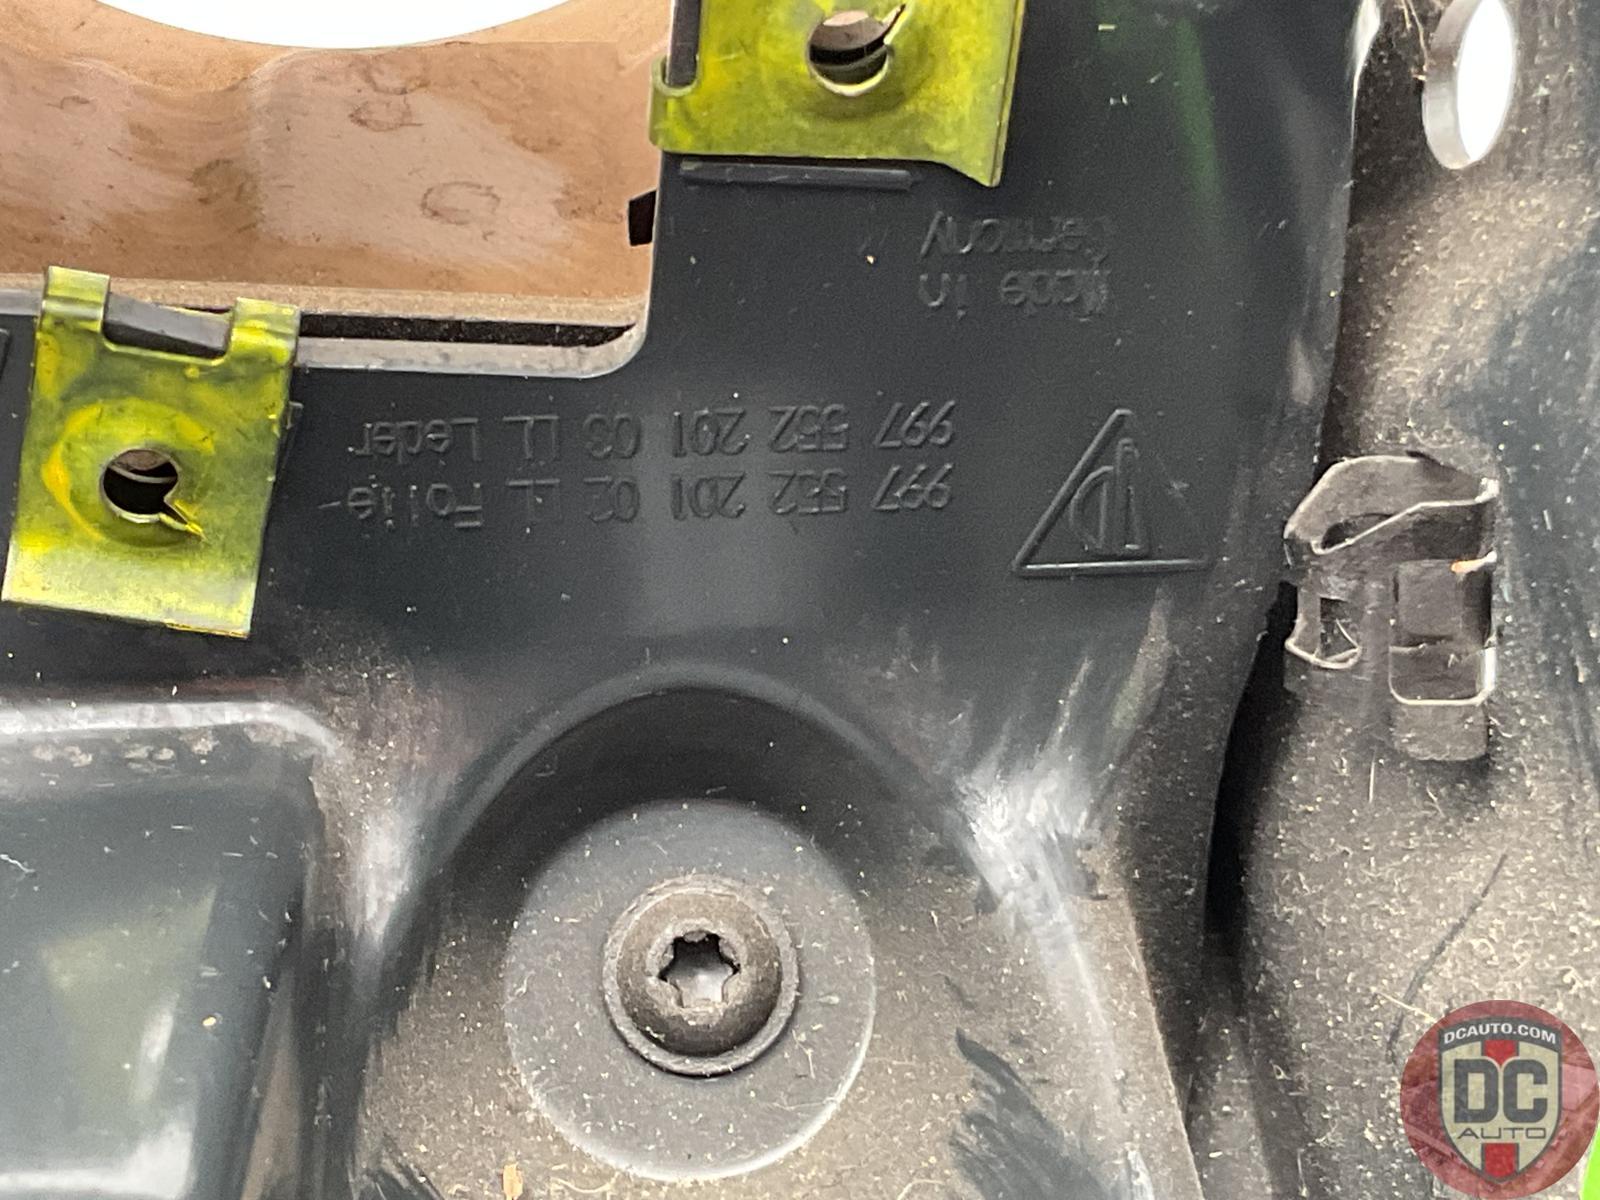 997 552 201 02 LL Folie-
997 552 201 03 LL Leder
Made in
Germany
DCAUTO.COM
DC
AUTO